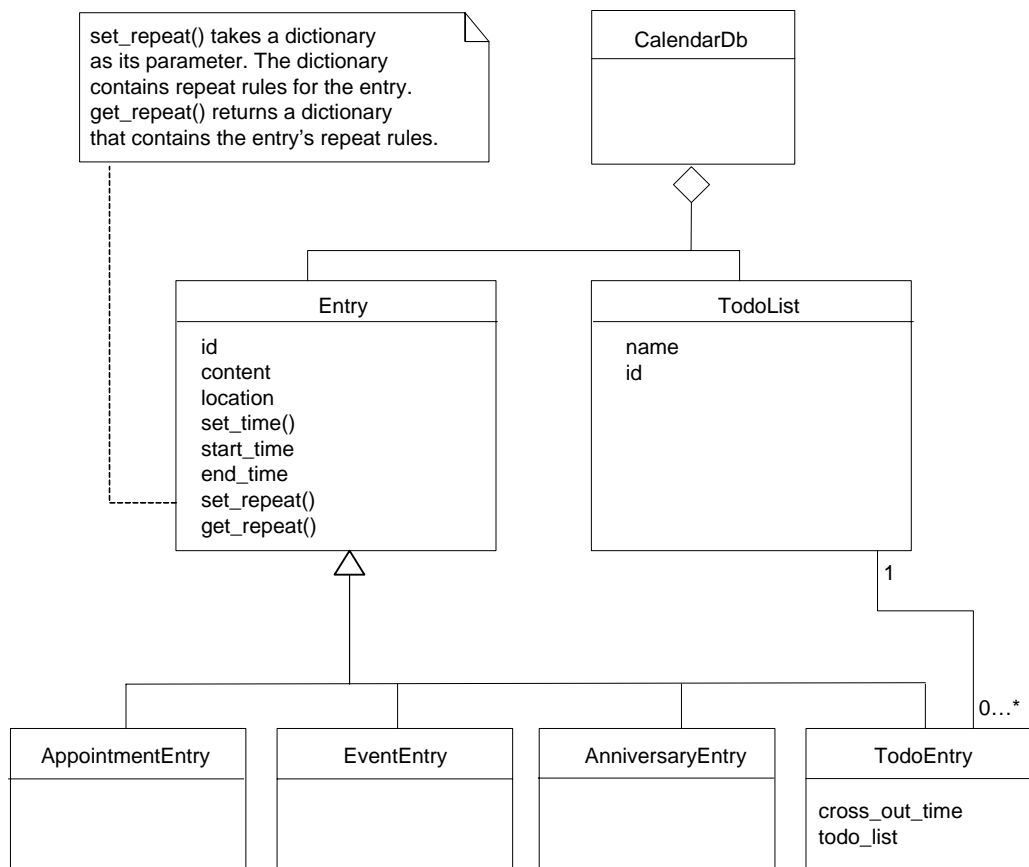 set_repeat() takes a dictionary
as its parameter. The dictionary
contains repeat rules for the entry.
get_repeat() returns a dictionary
that contains the entry’s repeat rules.
CalendarDb
Entry
id
content
location
set_time()
start_time
end_time
set_repeat()
get_repeat()
TodoList
name
id
1
0…*
AppointmentEntry
EventEntry
AnniversaryEntry
TodoEntry
cross_out_time
todo_list